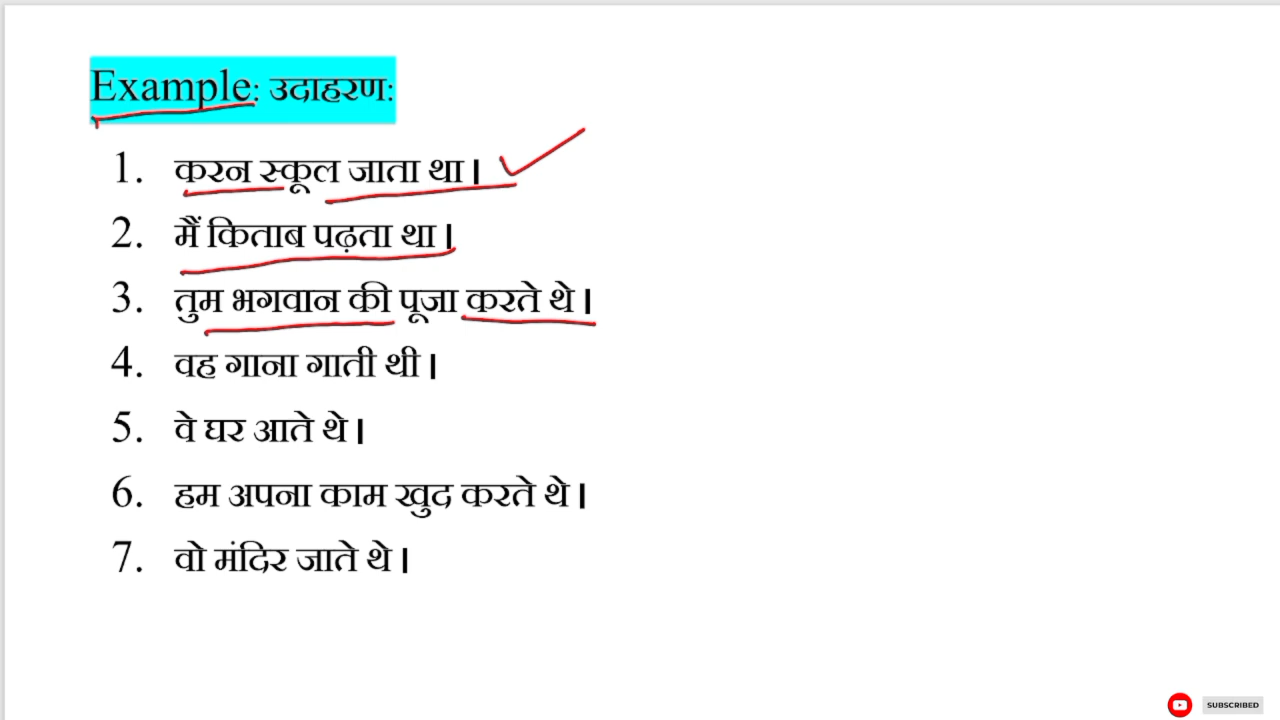 Example: उदाहरण:
1. करन स्कूल जाता था।
2. मैं किताब पढ़ता था।
3. तुम भगवान की पूजा करते थे।
4. वह गाना गाती थी।
5. वे घर आते थे।
6. हम अपना काम खुद करते थे।
7. वो मंदिर जाते थे।
SUBSCRIBED